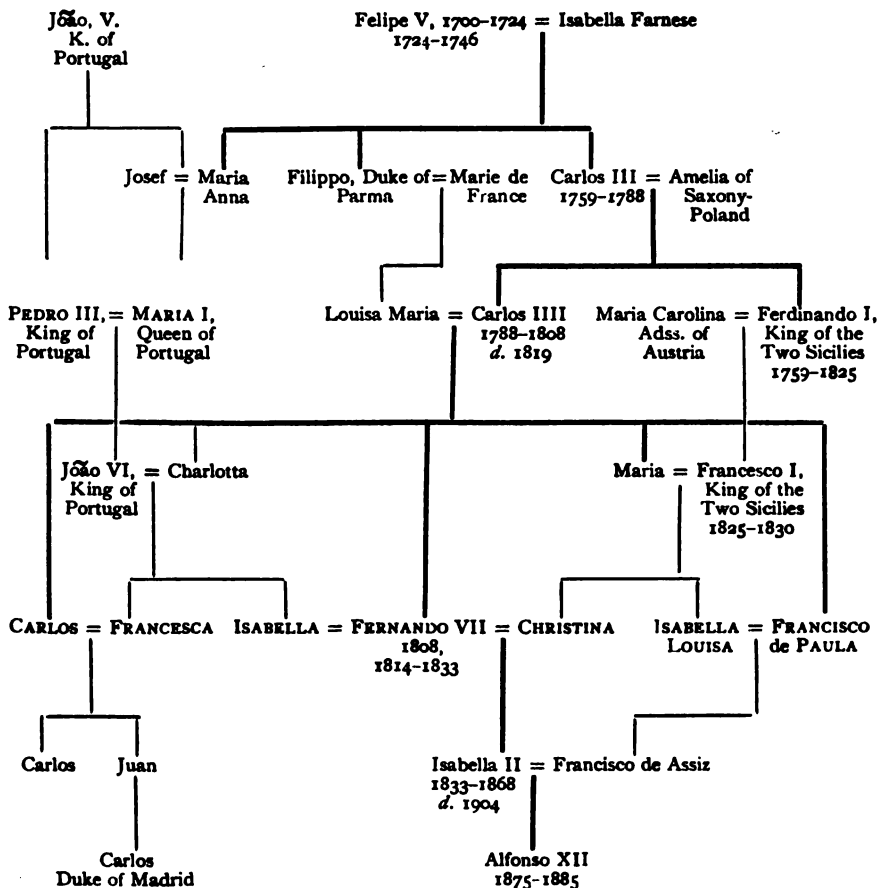 João, V.
K. of
Portugal
Felipe V, 1700–1724 = Isabella Farnese
1724–1746
Josef = Maria
Anna
Filippo, Duke of = Marie de
Parma France
Carlos III = Amelia of
1759–1788 Saxony-
Poland
PEDRO III, = MARIA I,
King of Queen of
Portugal Portugal
Louisa Maria = Carlos IIII
1788–1808
d. 1819
Maria Carolina = Ferdinando I,
Adss. of King of the
Austria Two Sicilies
1759–1825
João VI, = Charlotta
King of
Portugal
Maria = Francesco I,
King of the
Two Sicilies
1825–1830
CARLOS = FRANCESCA ISABELLA = FERNANDO VII = CHRISTINA
1808,
1814–1833
ISABELLA = FRANCISCO
LOUISA de PAULA
Carlos Juan
Isabella II = Francisco de Assiz
1833–1868
d. 1904
Carlos
Duke of Madrid
Alfonso XII
1875–1885